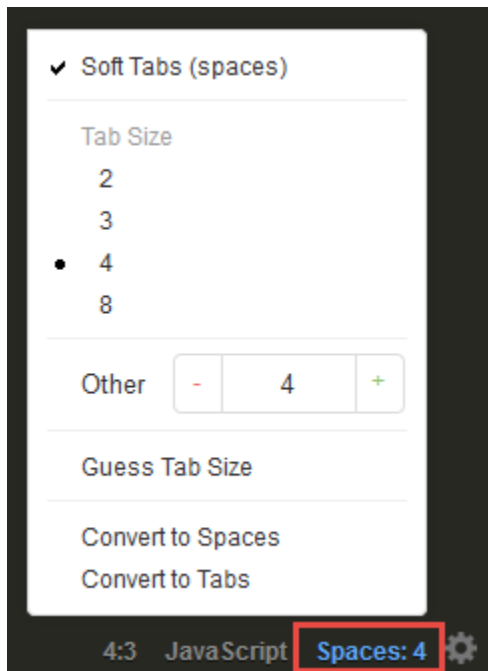 Soft Tabs (spaces)
Tab Size
2
3
4
8
Other - 4 +
Guess Tab Size
Convert to Spaces
Convert to Tabs
4:3 JavaScript Spaces: 4